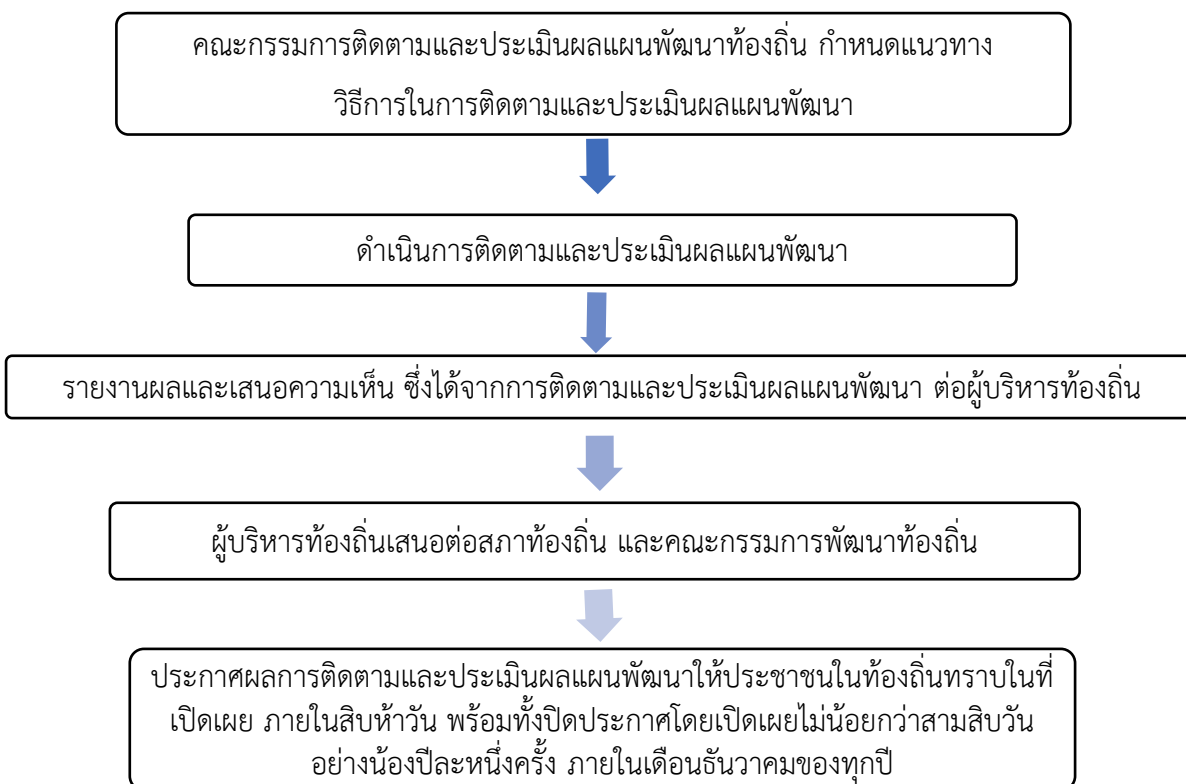 คณะกรรมการติดตามและประเมินผลแผนพัฒนาท้องถิ่น กำหนดแนวทาง
วิธีการในการติดตามและประเมินผลแผนพัฒนา
ดำเนินการติดตามและประเมินผลแผนพัฒนา
รายงานผลและเสนอความเห็น ซึ่งได้จากการติดตามและประเมินผลแผนพัฒนา ต่อผู้บริหารท้องถิ่น
ผู้บริหารท้องถิ่นเสนอต่อสภาท้องถิ่น และคณะกรรมการพัฒนาท้องถิ่น
ประกาศผลการติดตามและประเมินผลแผนพัฒนาให้ประชาชนในท้องถิ่นทราบในที่
เปิดเผย ภายในสิบห้าวัน พร้อมทั้งปิดประกาศโดยเปิดเผยไม่น้อยกว่าสามสิบวัน
อย่างน้องปีละหนึ่งครั้ง ภายในเดือนธันวาคมของทุกปี